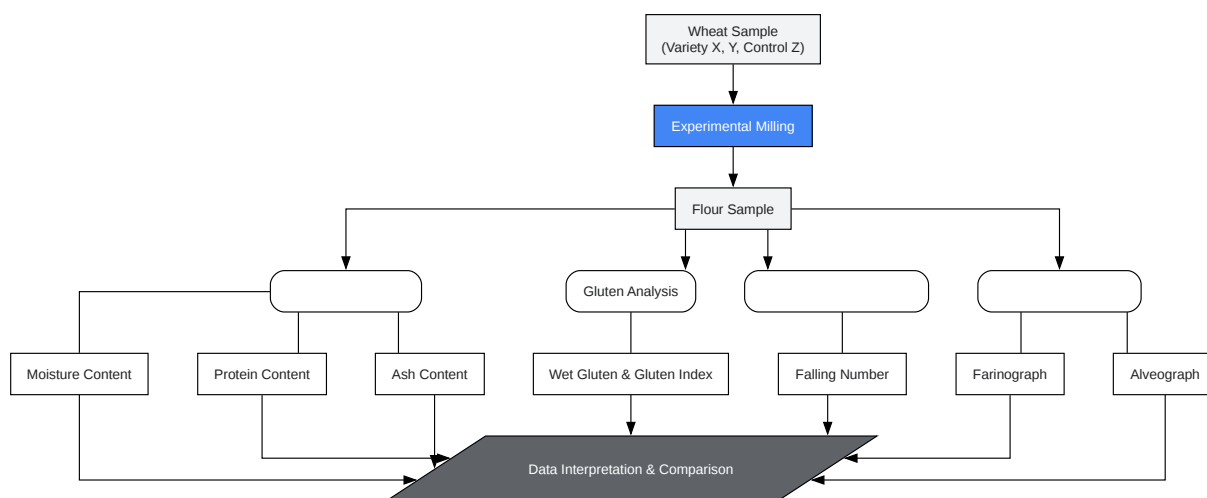 Wheat Sample
(Variety X, Y, Control Z)
Experimental Milling
Flour Sample
Gluten Analysis
Moisture Content
Protein Content
Ash Content
Wet Gluten & Gluten Index
Falling Number
Farinograph
Alveograph
Data Interpretation & Comparison